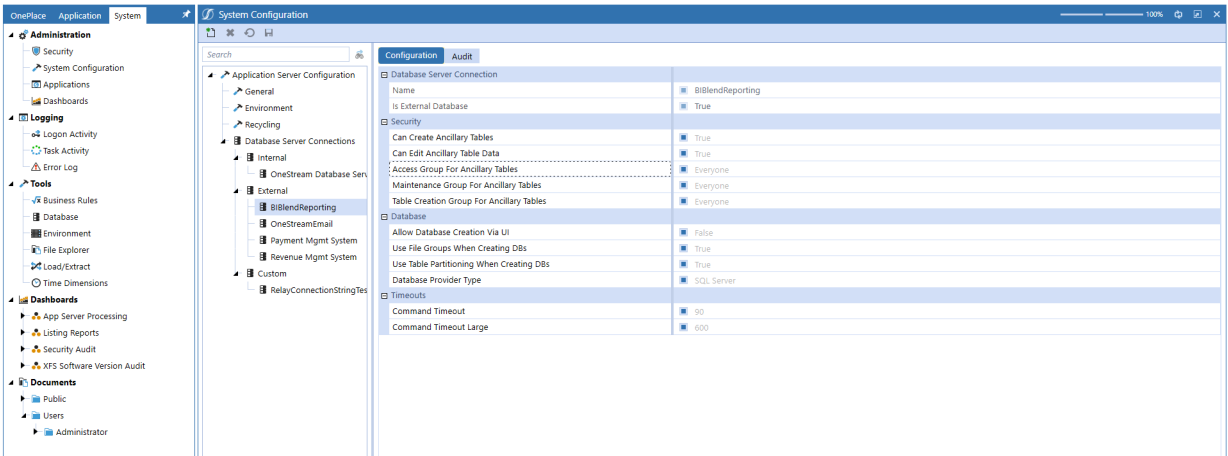 OnePlace Application System
Administration
Security
System Configuration
Applications
Dashboards
Logging
Logon Activity
Task Activity
Error Log
Tools
Business Rules
Database
Environment
File Explorer
Load/Extract
Time Dimensions
Dashboards
App Server Processing
Listing Reports
Security Audit
XFS Software Version Audit
Documents
Public
Users
Administrator
System Configuration
100%
Search
Application Server Configuration
General
Environment
Recycling
Database Server Connections
Internal
OneStream Database Serv
External
BIBlendReporting
OneStreamEmail
Payment Mgmt System
Revenue Mgmt System
Custom
RelayConnectionStringTes
Configuration Audit
Database Server Connection
Name BIBlendReporting
Is External Database True
Security
Can Create Ancillary Tables True
Can Edit Ancillary Table Data True
Access Group For Ancillary Tables Everyone
Maintenance Group For Ancillary Tables Everyone
Table Creation Group For Ancillary Tables Everyone
Database
Allow Database Creation Via UI False
Use File Groups When Creating DBs True
Use Table Partitioning When Creating DBs True
Database Provider Type SQL Server
Timeouts
Command Timeout 90
Command Timeout Large 600